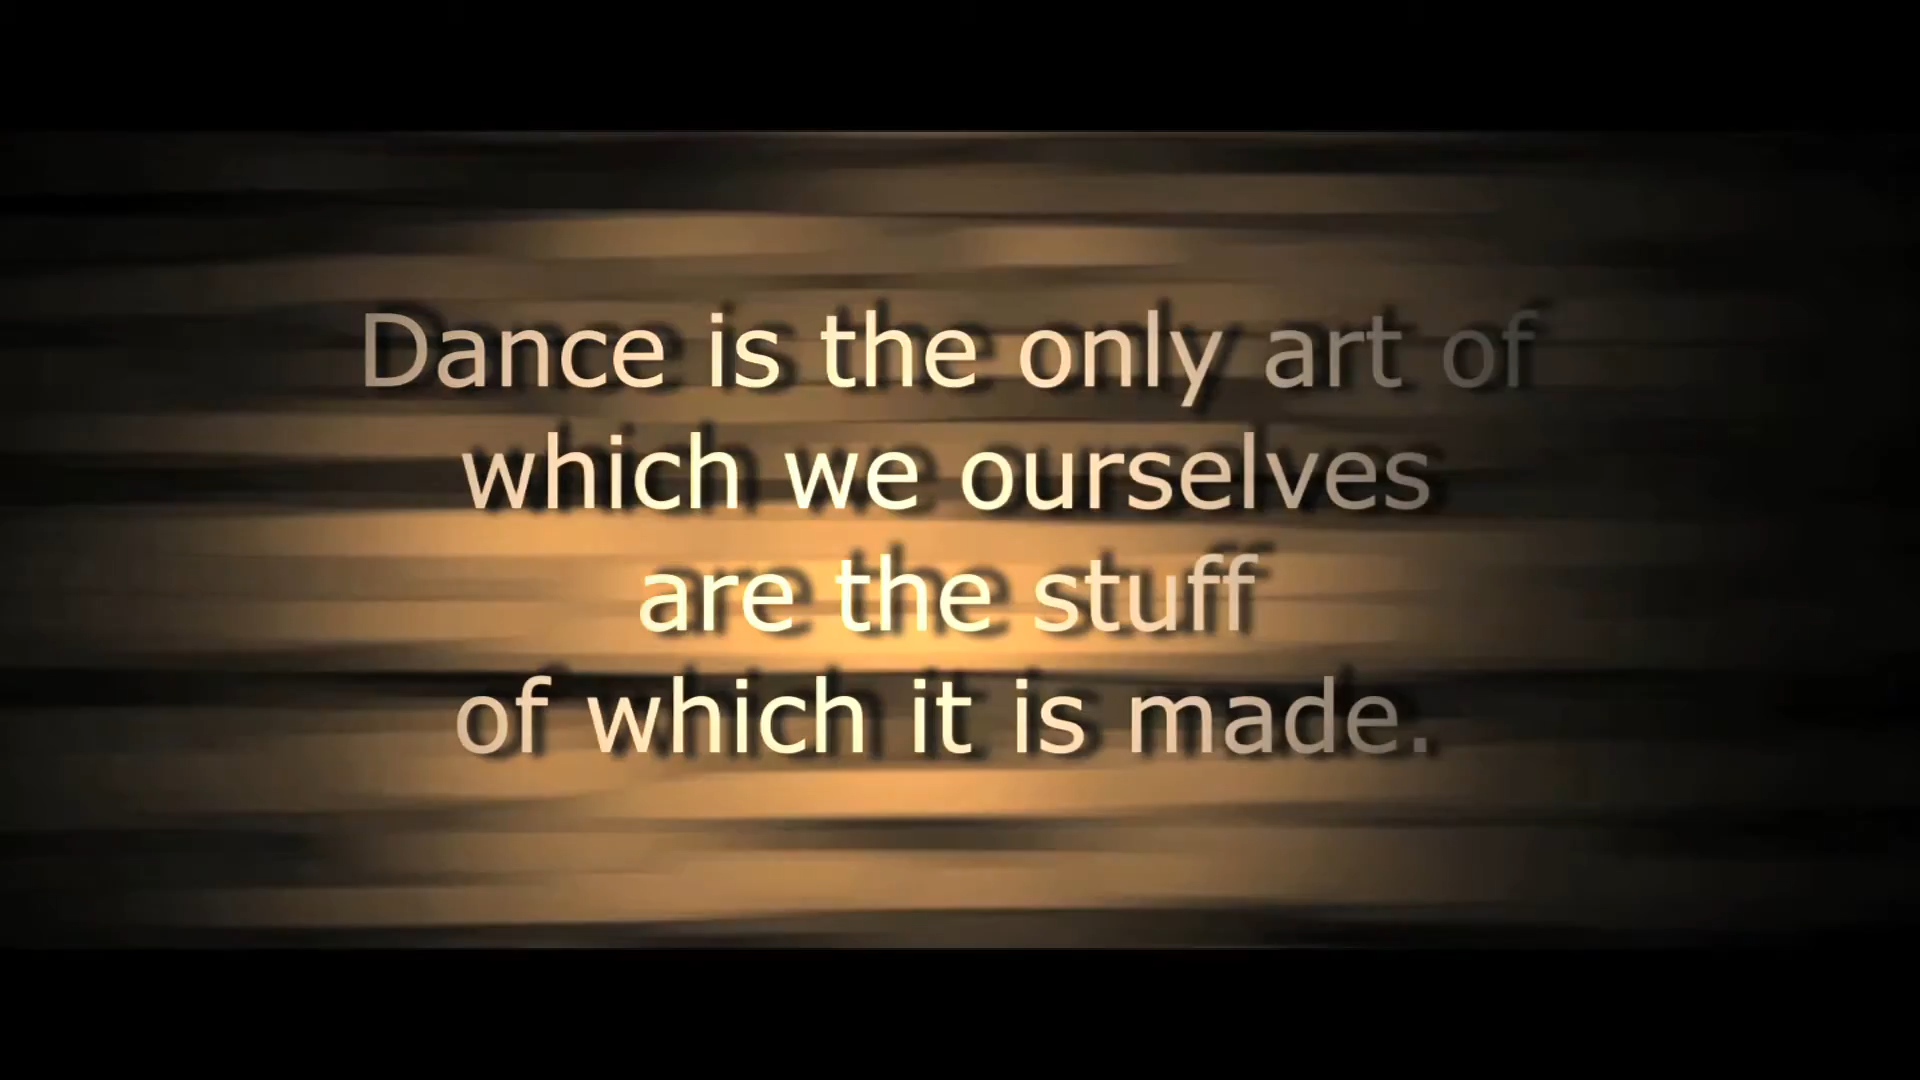 Dance is the only art of
which we ourselves
are the stuff
of which it is made.